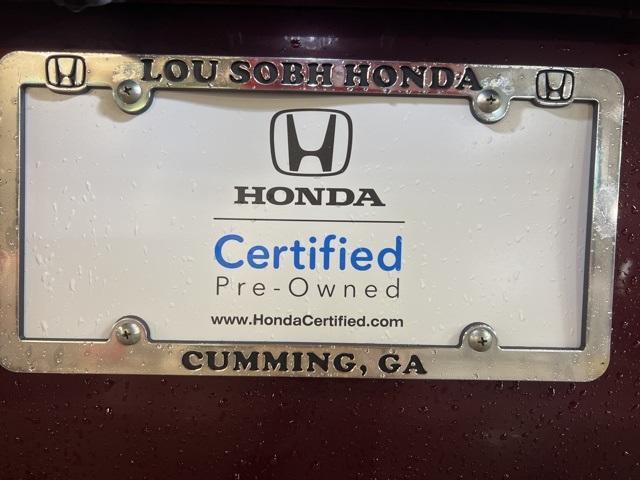 LOU SOBH HONDA
HONDA
Certified
Pre-Owned
www.HondaCertified.com
CUMMING, GA